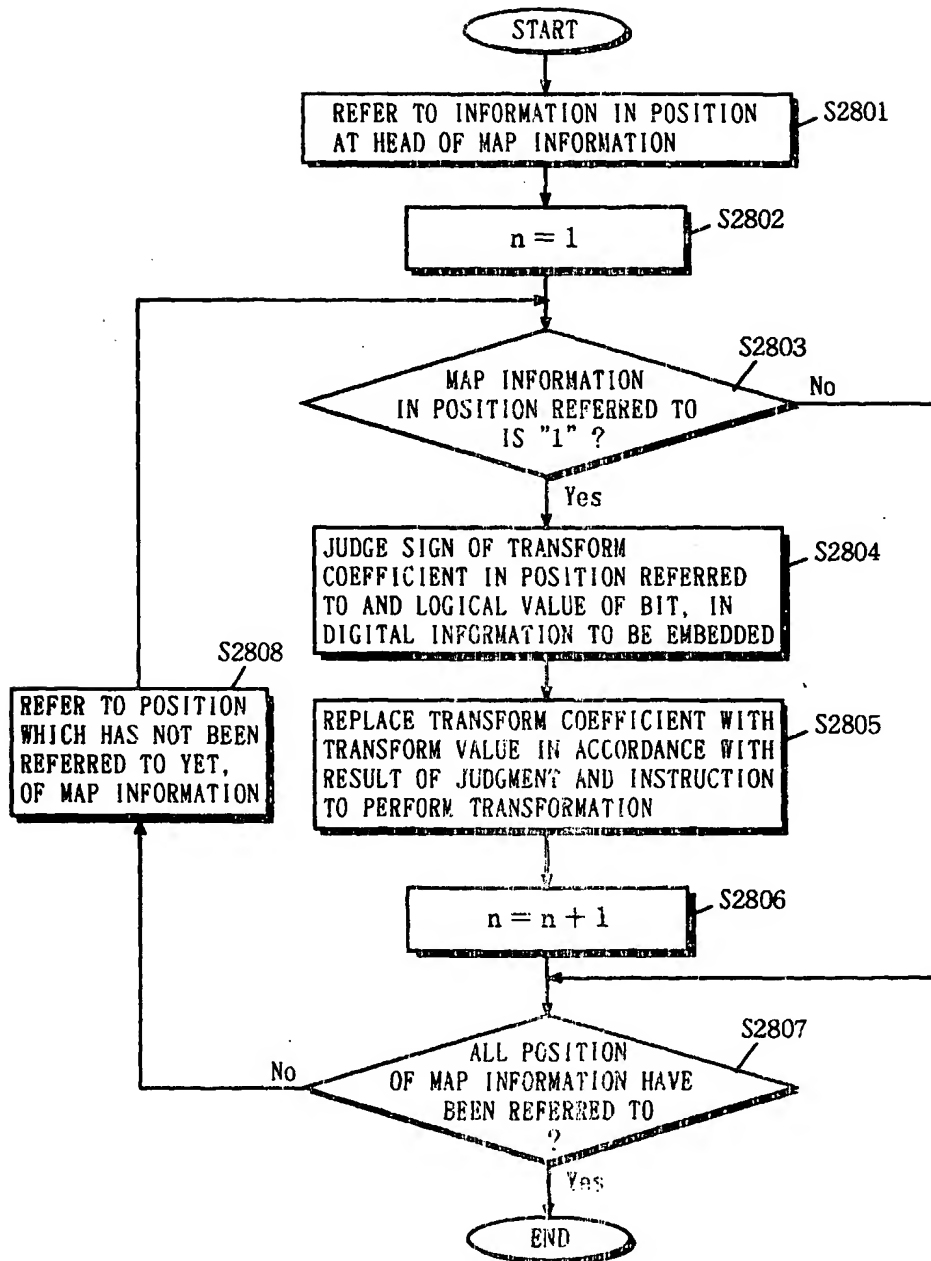 START
REFER TO INFORMATION IN POSITION
AT HEAD OF MAP INFORMATION
S2801
n = 1
S2802
MAP INFORMATION
IN POSITION REFERRED TO
IS "1" ?
S2803
No
Yes
JUDGE SIGN OF TRANSFORM
COEFFICIENT IN POSITION REFERRED
TO AND LOGICAL VALUE OF BIT, IN
DIGITAL INFORMATION TO BE EMBEDDED
S2804
S2808
REFER TO POSITION
WHICH HAS NOT BEEN
REFERRED TO YET,
OF MAP INFORMATION
REPLACE TRANSFORM COEFFICIENT WITH
TRANSFORM VALUE IN ACCORDANCE WITH
RESULT OF JUDGMENT AND INSTRUCTION
TO PERFORM TRANSFORMATION
S2805
n = n + 1
S2806
ALL POSITION
OF MAP INFORMATION HAVE
BEEN REFERRED TO
?
S2807
No
Yes
END